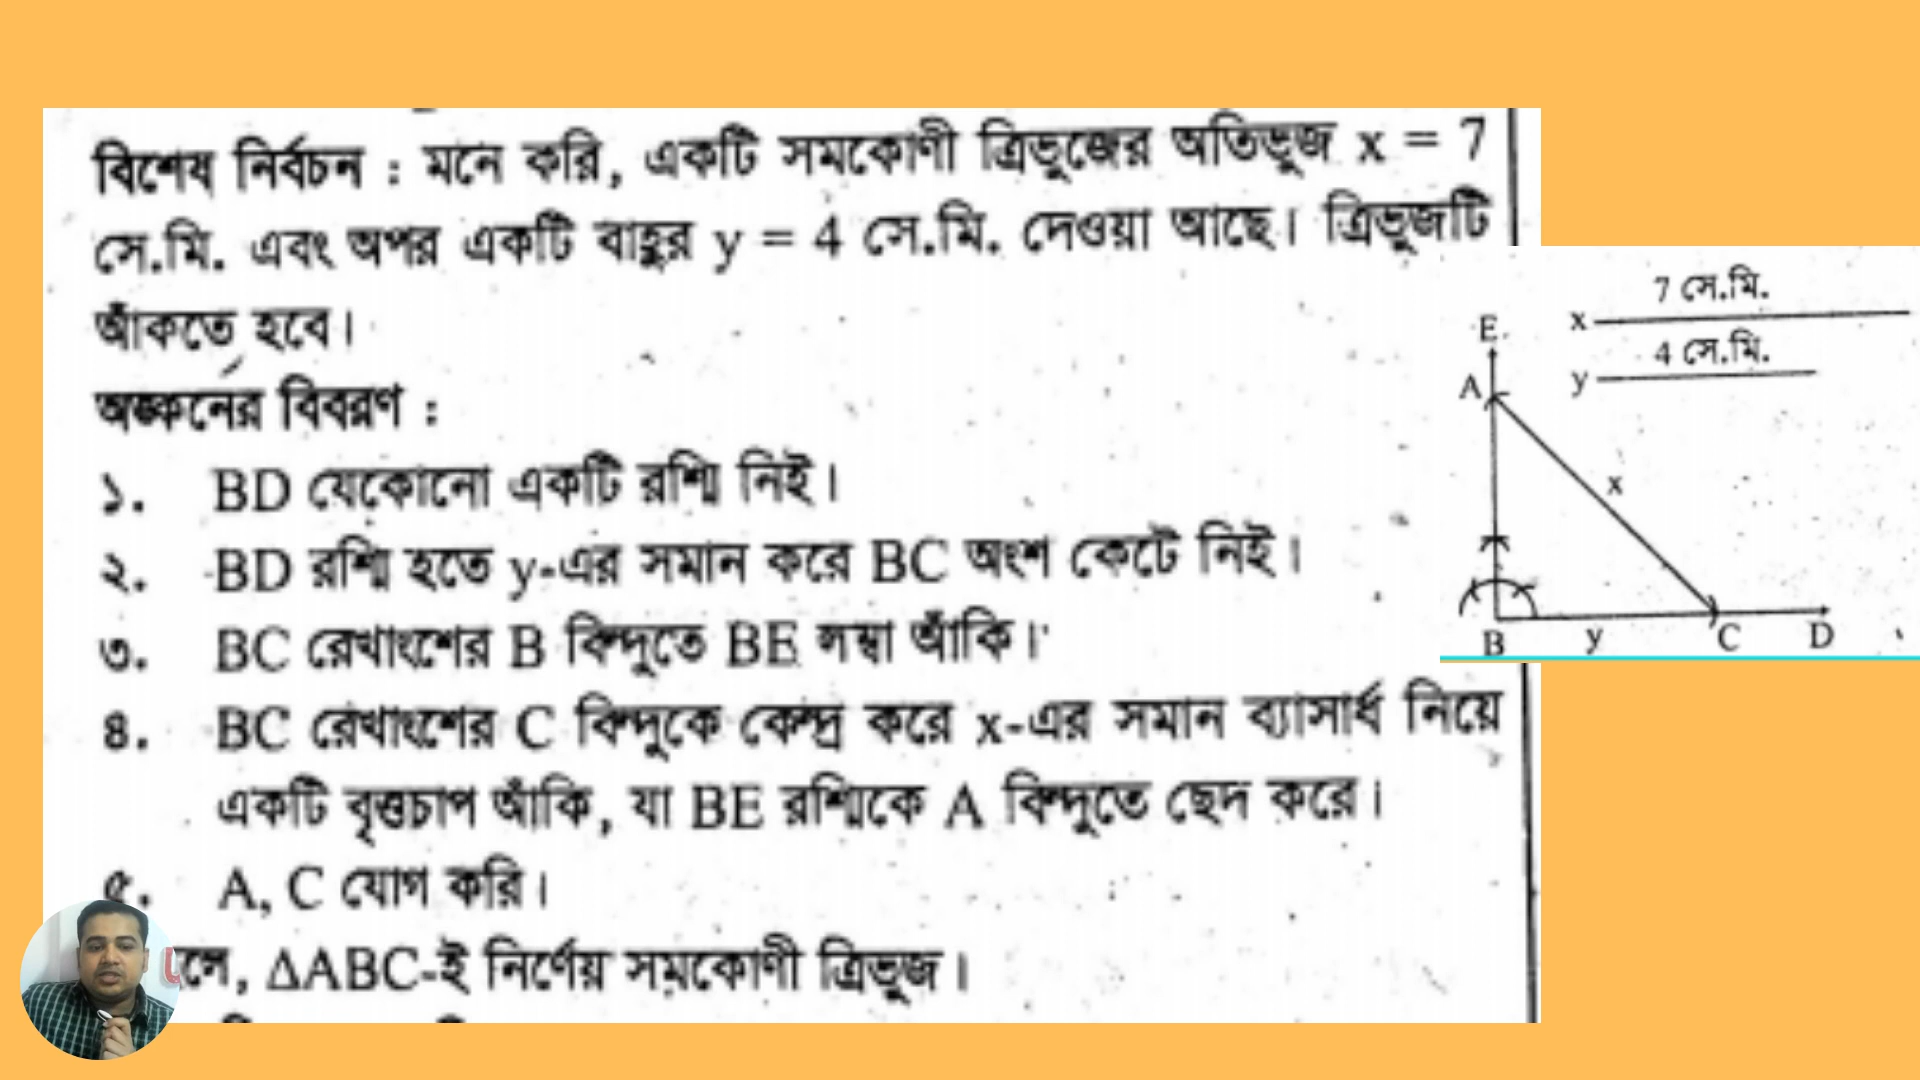 বিশেষ নির্বচন : মনে করি, একটি সমকোণী ত্রিভুজের অতিভুজ x = 7
সে.মি. এবং অপর একটি বাহুর y = 4 সে.মি. দেওয়া আছে। ত্রিভুজটি
আঁকতে হবে।
অঙ্কনের বিবরণ :
১. BD যেকোনো একটি রশ্মি নিই।
২. BD রশ্মি হতে y-এর সমান করে BC অংশ কেটে নিই।
৩. BC রেখাংশের B বিন্দুতে BE লম্বা আঁকি।
৪. BC রেখাংশের C বিন্দুকে কেন্দ্র করে x-এর সমান ব্যাসার্ধ নিয়ে
একটি বৃত্তচাপ আঁকি, যা BE রশ্মিকে A বিন্দুতে ছেদ করে।
৫. A, C যোগ করি।
লে, ΔABC-ই নির্ণেয় সমকোণী ত্রিভুজ।
7 সে.মি.
x
4 সে.মি.
y
E
A
x
B y C D